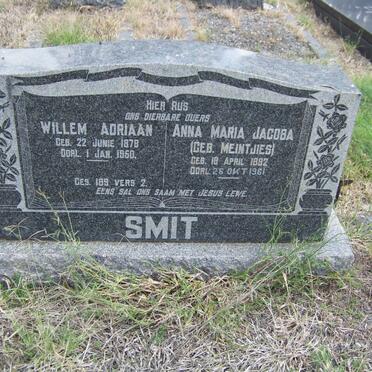 HIER RUS
ONS DIERBARE OUERS
WILLEM ADRIAAN
GEB. 22 JUNIE 1878
OORL. 1 JAN. 1960.
ANNA MARIA JACOBA
(GEB. MEINTJIES)
GEB. 18 APRIL 1882
OORL. 26 OKT 1961.
GES. 189 VERS 2.
EENS SAL ONS SAAM MET JESUS LEWE.
SMIT